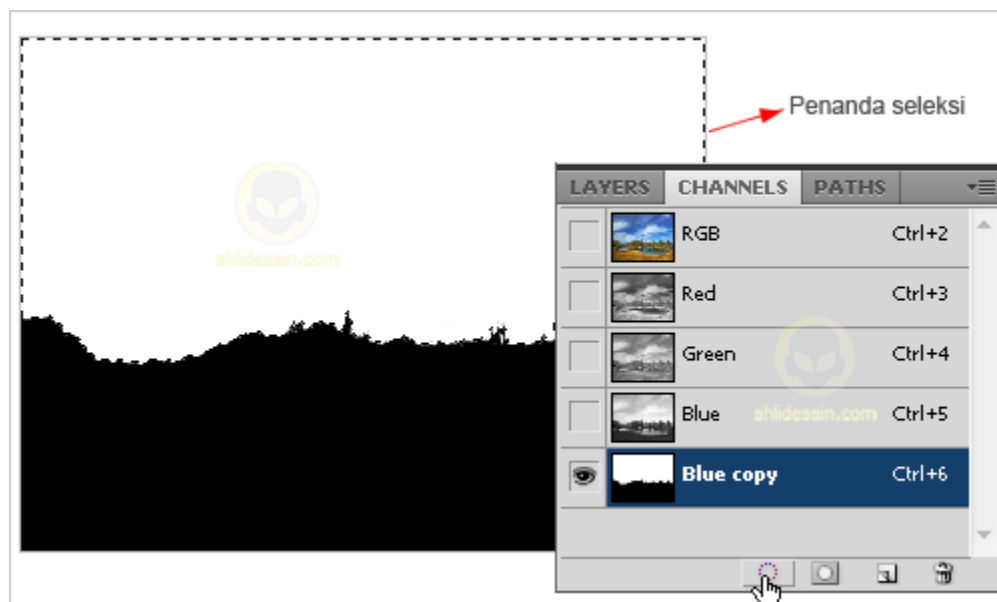 Penanda seleksi
LAYERS CHANNELS PATHS
RGB Ctrl+2
Red Ctrl+3
Green Ctrl+4
Blue Ctrl+5
Blue copy Ctrl+6
ahlidesain.com
ahlidesain.com